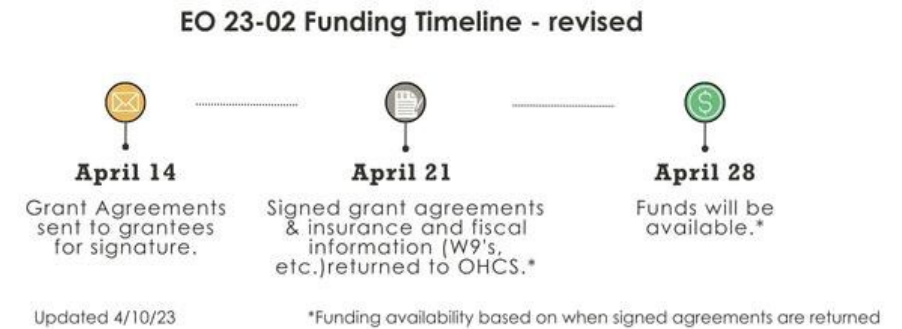 EO 23-02 Funding Timeline - revised
April 14
Grant Agreements
sent to grantees
for signature.
April 21
Signed grant agreements
& insurance and fiscal
information (W9's,
etc.)returned to OHCS.*
April 28
Funds will be
available.*
Updated 4/10/23
*Funding availability based on when signed agreements are returned